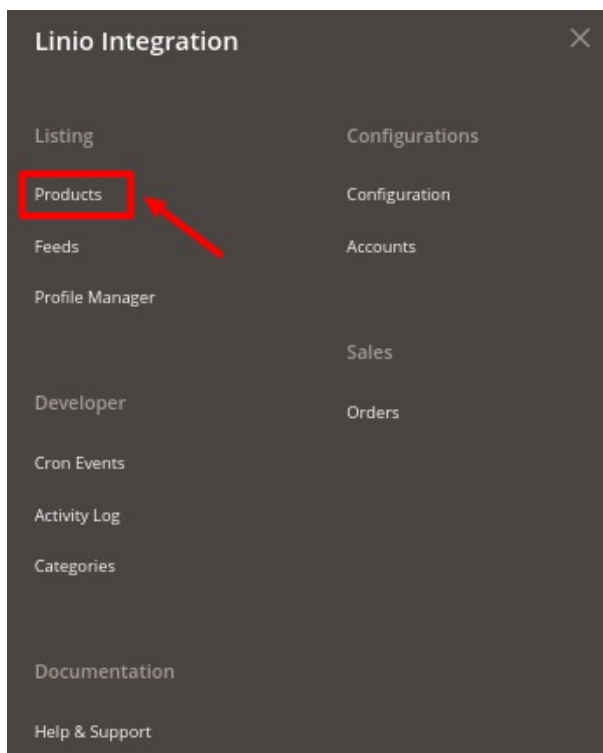 Linio Integration
Listing
Products
Feeds
Profile Manager
Developer
Cron Events
Activity Log
Categories
Documentation
Help & Support
Configurations
Configuration
Accounts
Sales
Orders